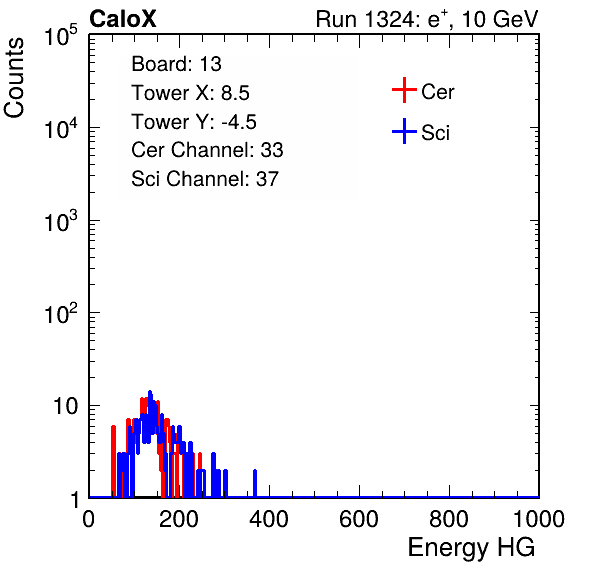 CaloX Run 1324: e⁺, 10 GeV
Counts
Board: 13
Tower X: 8.5
Tower Y: -4.5
Cer Channel: 33
Sci Channel: 37
Cer
Sci
10⁵
10⁴
10³
10²
10
1
0 200 400 600 800 1000
Energy HG